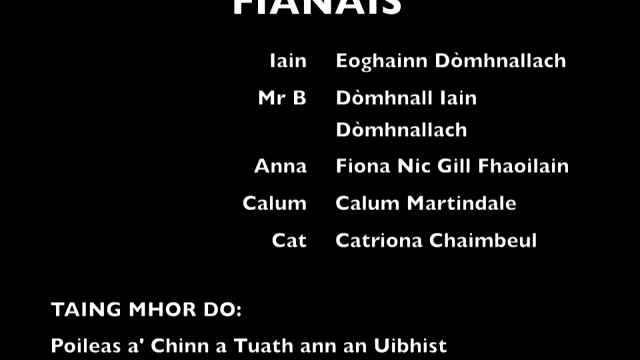 FIANAIS
Iain Eoghainn Dòmhnallach
Mr B Dòmhnall Iain
Dòmhnallach
Anna Fiona Nic Gill Fhaoilain
Calum Calum Martindale
Cat Catriona Chaimbeul
TAING MHOR DO:
Poileas a' Chinn a Tuath ann an Uibhist